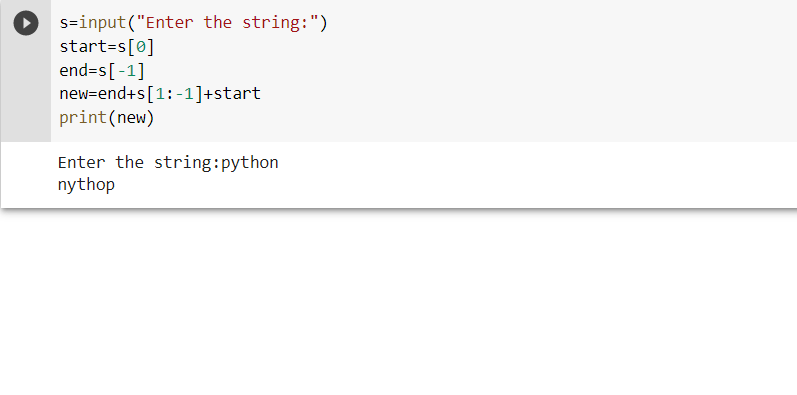 s=input("Enter the string:")
start=s[0]
end=s[-1]
new=end+s[1:-1]+start
print(new)
Enter the string:python
nythop